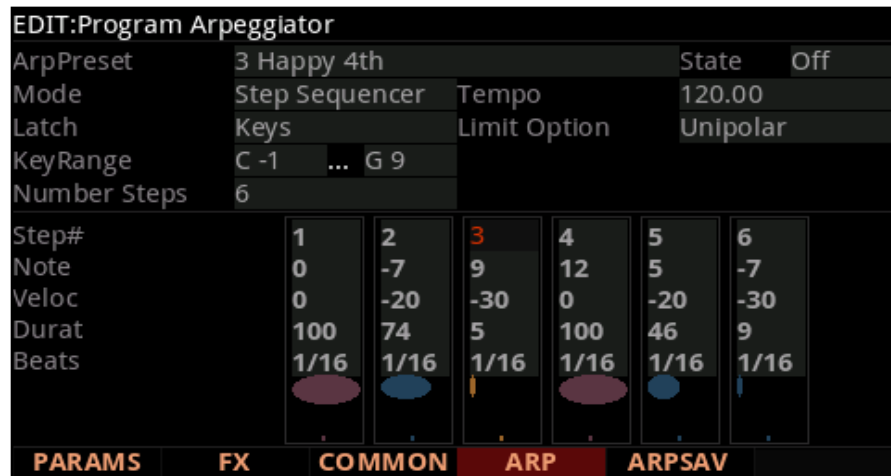 EDIT:Program Arpeggiator
ArpPreset 3 Happy 4th State Off
Mode Step Sequencer Tempo 120.00
Latch Keys Limit Option Unipolar
KeyRange C -1 ... G 9
Number Steps 6
Step# 1 2 3 4 5 6
Note 0 -7 9 12 5 -7
Veloc 0 -20 -30 0 -20 -30
Durat 100 74 5 100 46 9
Beats 1/16 1/16 1/16 1/16 1/16 1/16
PARAMS FX COMMON ARP ARPSAV